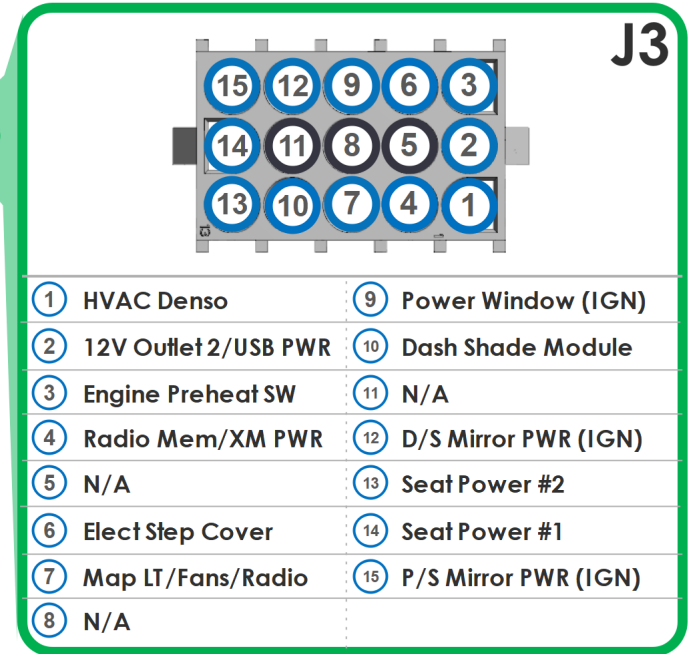 J3
15 12 9 6 3
14 11 8 5 2
13 10 7 4 1
1 HVAC Denso
2 12V Outlet 2/USB PWR
3 Engine Preheat SW
4 Radio Mem/XM PWR
5 N/A
6 Elect Step Cover
7 Map LT/Fans/Radio
8 N/A
9 Power Window (IGN)
10 Dash Shade Module
11 N/A
12 D/S Mirror PWR (IGN)
13 Seat Power #2
14 Seat Power #1
15 P/S Mirror PWR (IGN)